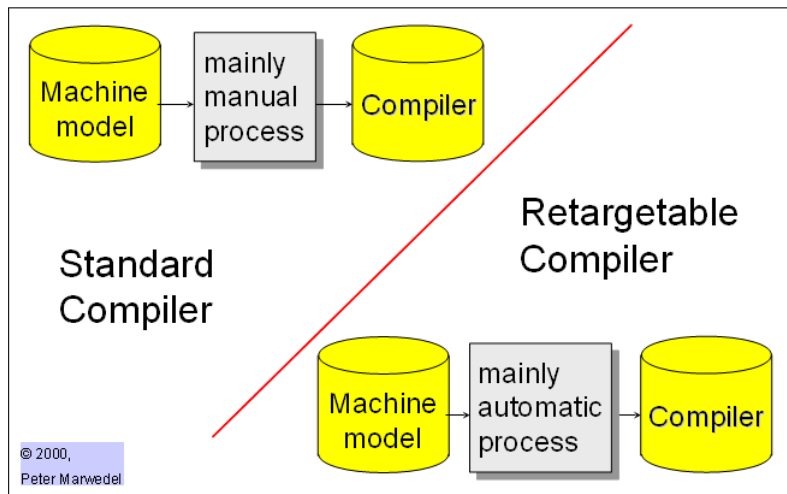 Machine
model
mainly
manual
process
Compiler
Standard
Compiler
Retargetable
Compiler
Machine
model
mainly
automatic
process
Compiler
© 2000,
Peter Marwedel